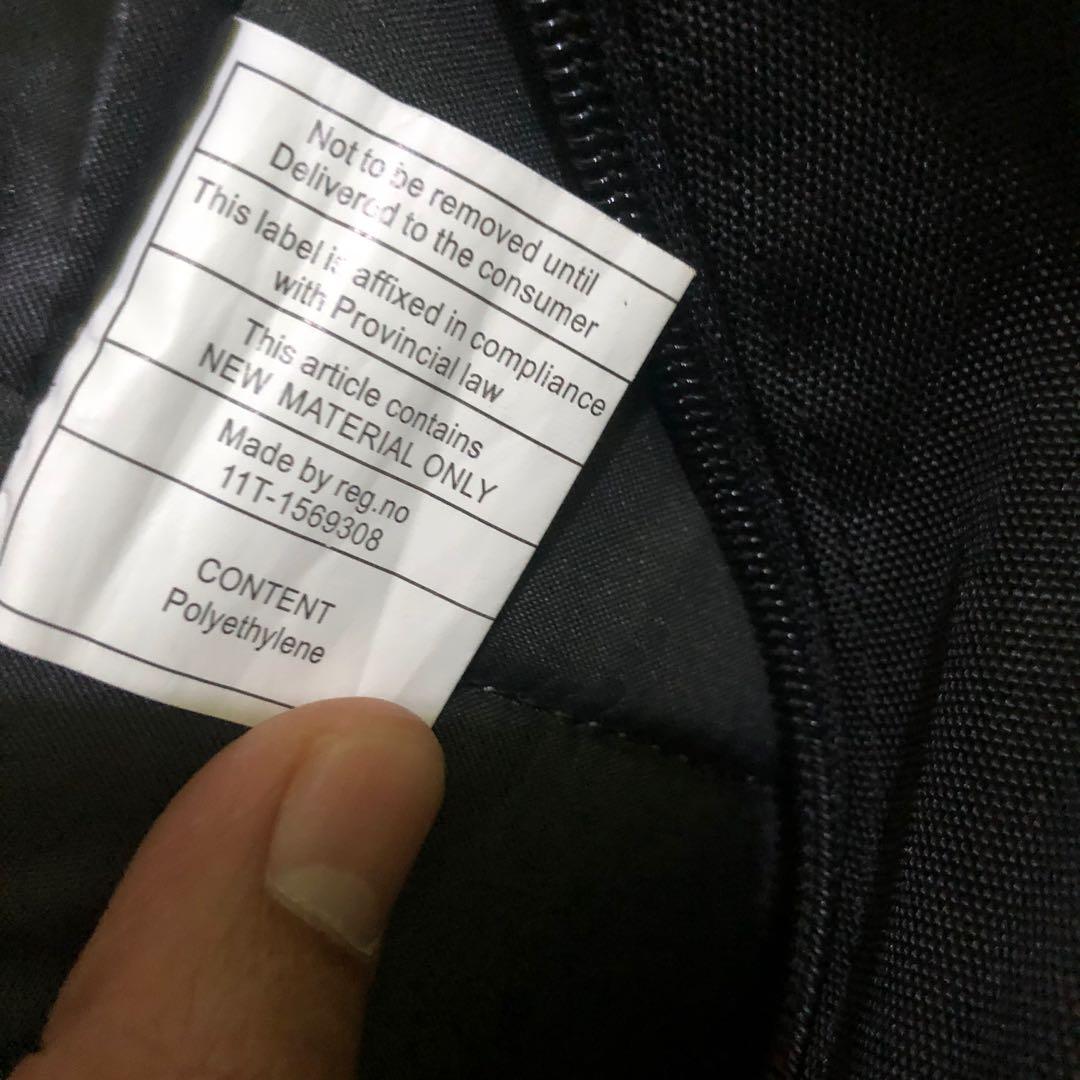 Not to be removed until
Delivered to the consumer
This label is affixed in compliance
with Provincial law
This article contains
NEW MATERIAL ONLY
Made by reg.no
11T-1569308
CONTENT
Polyethylene